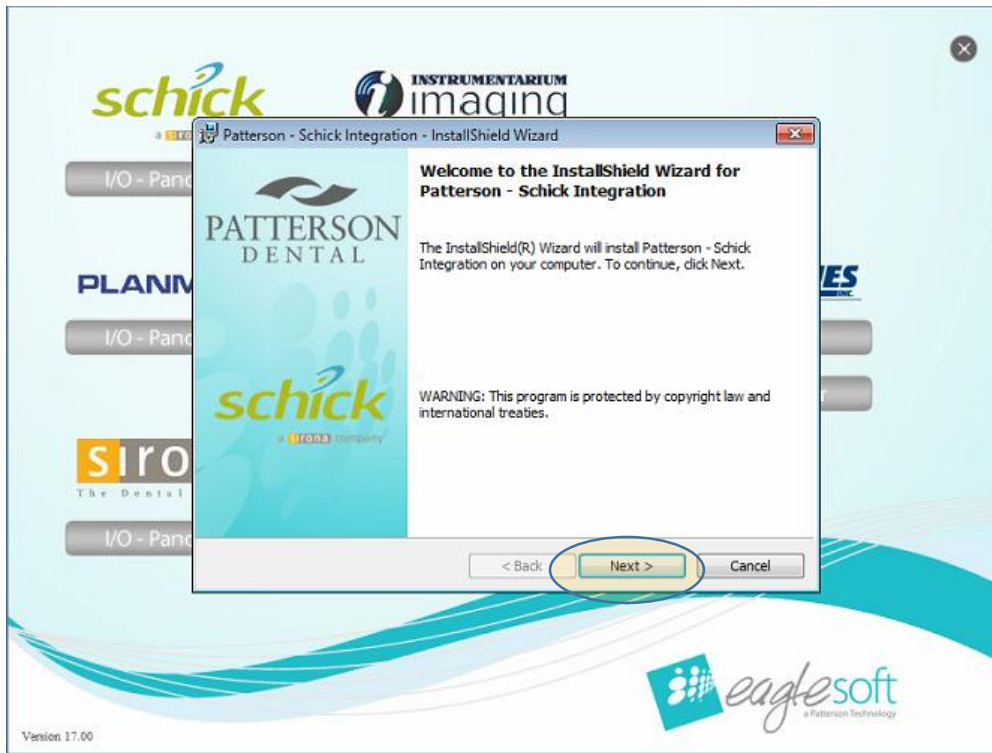 schick
INSTRUMENTARIUM
imaging
Patterson - Schick Integration - InstallShield Wizard
I/O - Pano
Welcome to the InstallShield Wizard for
Patterson - Schick Integration
PATTERSON
DENTAL
The InstallShield(R) Wizard will install Patterson - Schick
Integration on your computer. To continue, click Next.
PLANM
ES
INC.
I/O - Pano
schick
a sirona company
WARNING: This program is protected by copyright law and
international treaties.
siro
The Dental
I/O - Pano
< Back
Next >
Cancel
eaglesoft
a Patterson Technology
Version 17.00